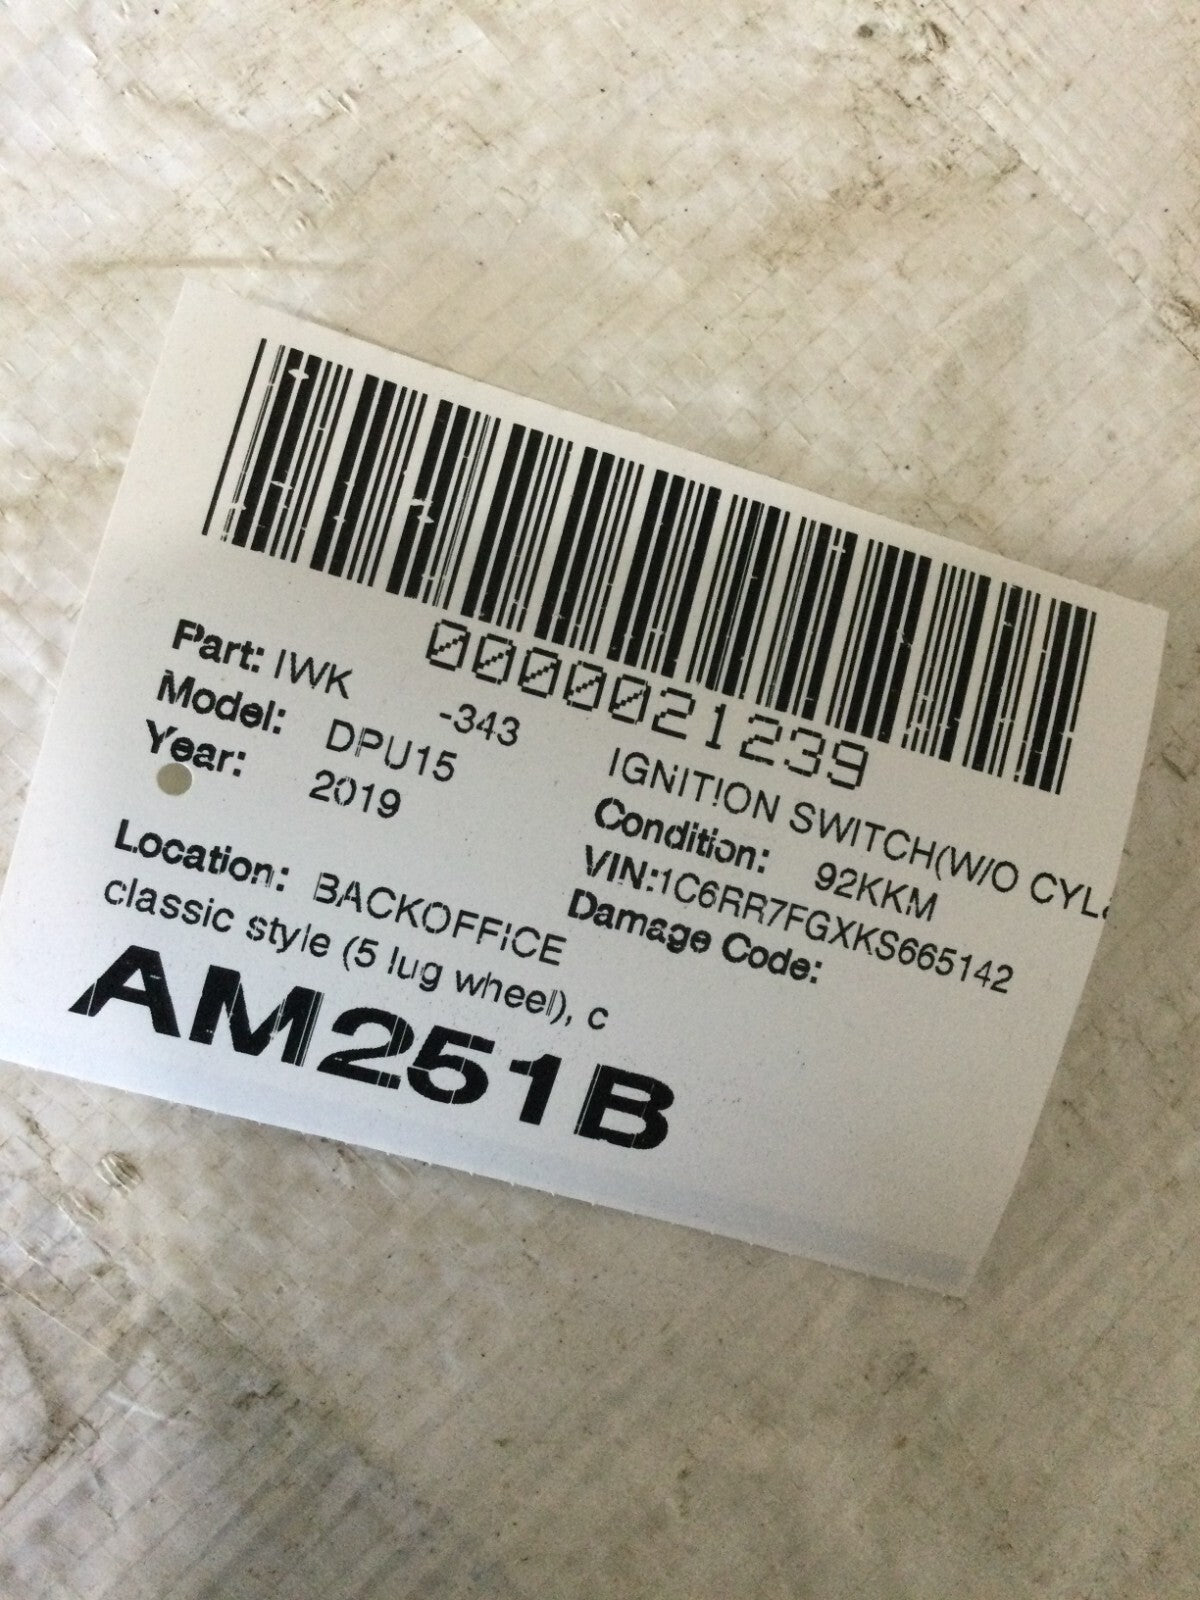 0000021239
Part: IWK -343 IGNITION SWITCH(W/O CYL
Model: DPU15 Condition: 92KKM
Year: 2019 VIN:1C6RR7FGXKS665142
Damage Code:
Location: BACKOFFICE
classic style (5 lug wheel), c
AM251B